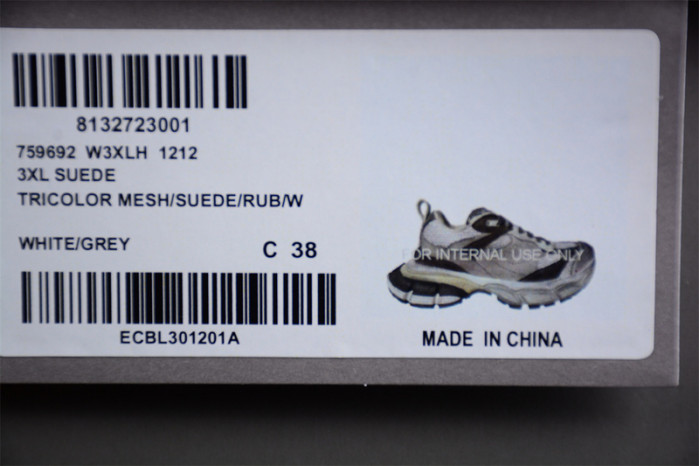 8132723001
759692 W3XLH 1212
3XL SUEDE
TRICOLOR MESH/SUEDE/RUB/W
WHITE/GREY
C 38
ECBL301201A
FOR INTERNAL USE ONLY
MADE IN CHINA